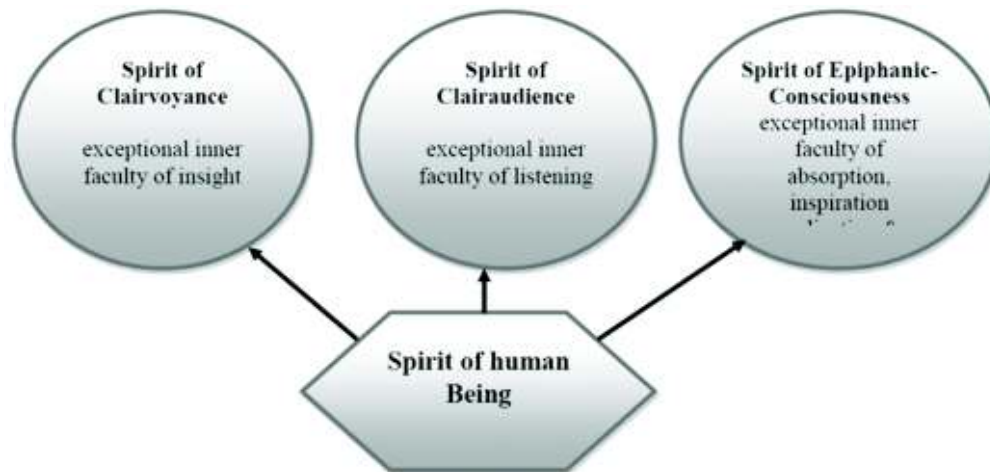 Spirit of
Clairvoyance
exceptional inner
faculty of insight
Spirit of
Clairaudience
exceptional inner
faculty of listening
Spirit of Epiphanic-
Consciousness
exceptional inner
faculty of
absorption,
inspiration
Spirit of human
Being